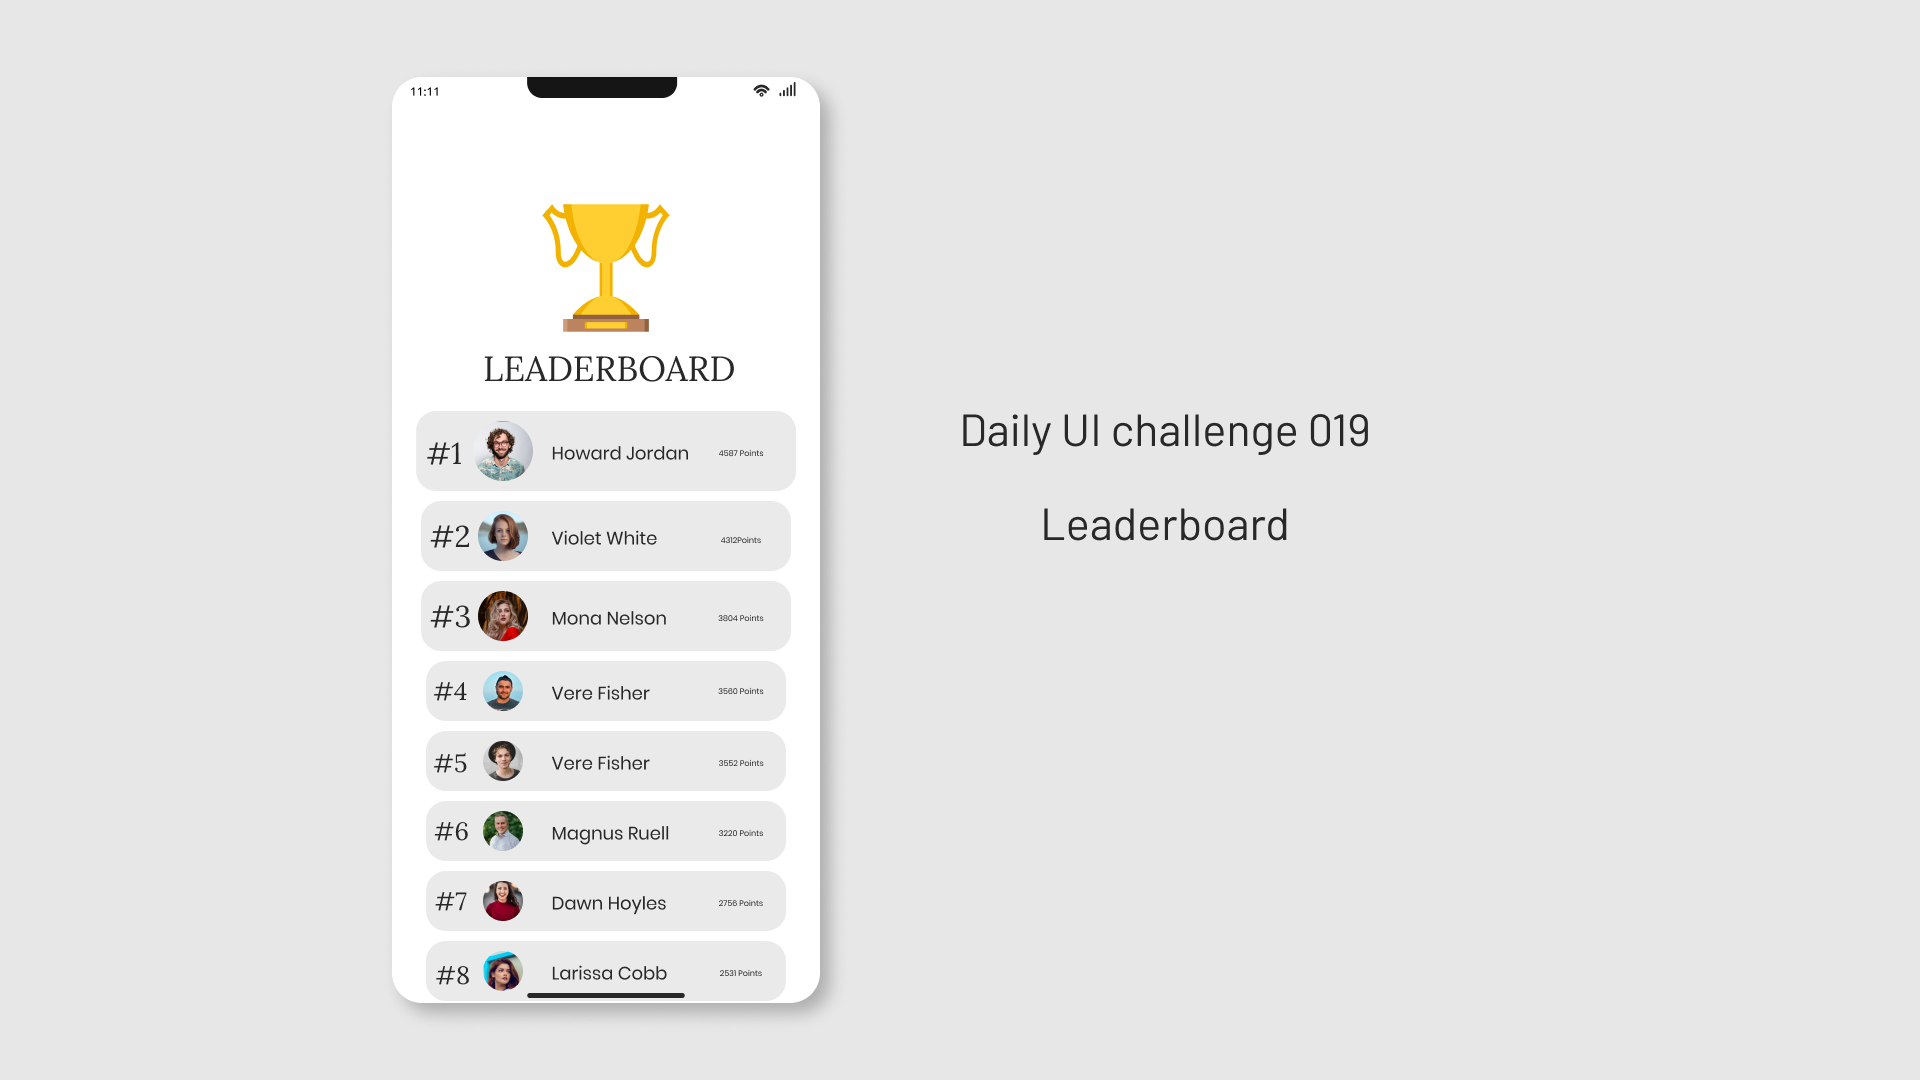 11:11
LEADERBOARD
#1 Howard Jordan 4587 Points
#2 Violet White 4312Points
#3 Mona Nelson 3804 Points
#4 Vere Fisher 3560 Points
#5 Vere Fisher 3552 Points
#6 Magnus Ruell 3220 Points
#7 Dawn Hoyles 2756 Points
#8 Larissa Cobb 2531 Points
Daily UI challenge 019
Leaderboard